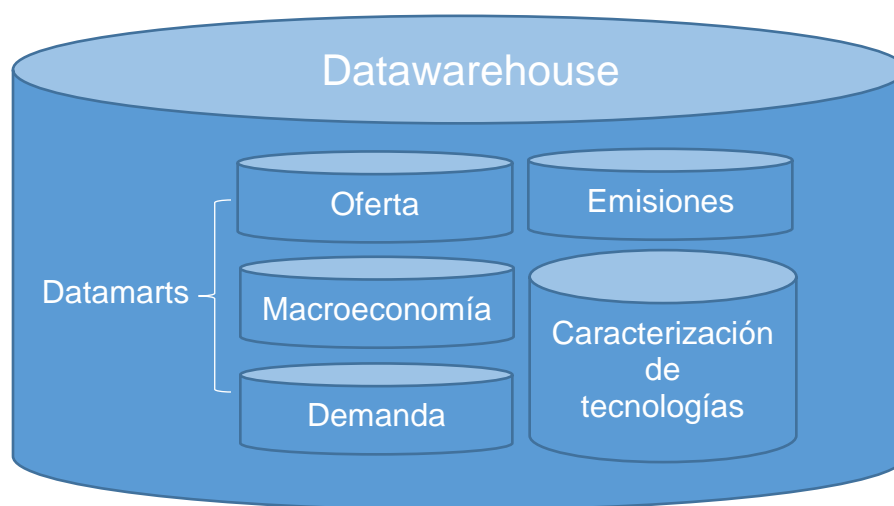 Datawarehouse
Oferta
Emisiones
Datamarts
Macroeconomía
Caracterización
de
tecnologías
Demanda